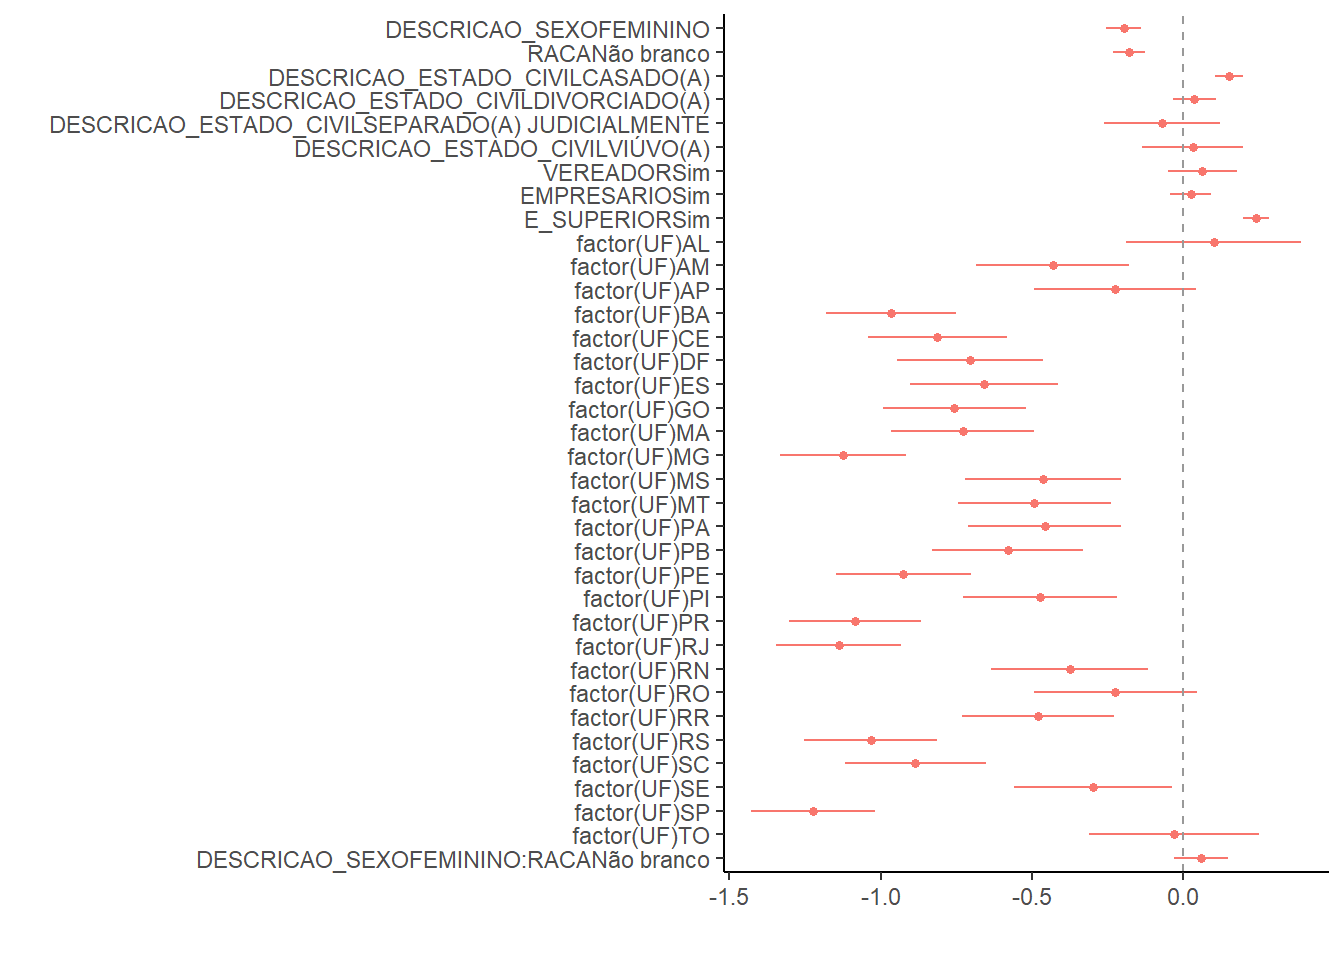 DESCRICAO_SEXOFEMININO
RACANão branco
DESCRICAO_ESTADO_CIVILCASADO(A)
DESCRICAO_ESTADO_CIVILDIVORCIADO(A)
DESCRICAO_ESTADO_CIVILSEPARADO(A) JUDICIALMENTE
DESCRICAO_ESTADO_CIVILVIÚVO(A)
VEREADORSim
EMPRESARIOSim
E_SUPERIORSim
factor(UF)AL
factor(UF)AM
factor(UF)AP
factor(UF)BA
factor(UF)CE
factor(UF)DF
factor(UF)ES
factor(UF)GO
factor(UF)MA
factor(UF)MG
factor(UF)MS
factor(UF)MT
factor(UF)PA
factor(UF)PB
factor(UF)PE
factor(UF)PI
factor(UF)PR
factor(UF)RJ
factor(UF)RN
factor(UF)RO
factor(UF)RR
factor(UF)RS
factor(UF)SC
factor(UF)SE
factor(UF)SP
factor(UF)TO
DESCRICAO_SEXOFEMININO:RACANão branco
-1.5 -1.0 -0.5 0.0